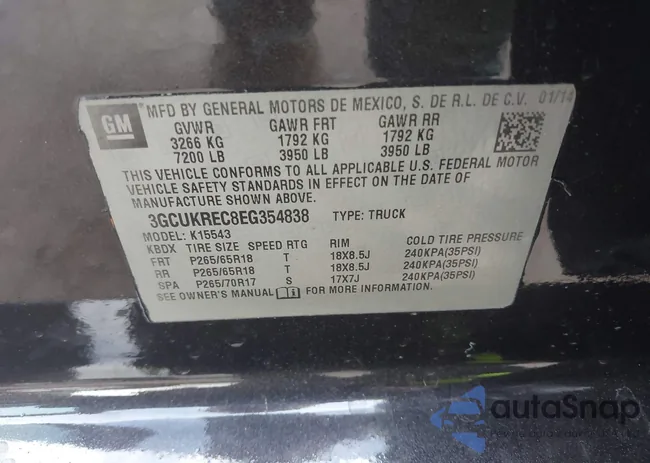 GM
MFD BY GENERAL MOTORS DE MEXICO, S. DE R.L. DE C.V. 01/14
GVWR GAWR FRT GAWR RR
3266 KG 1792 KG 1792 KG
7200 LB 3950 LB 3950 LB
THIS VEHICLE CONFORMS TO ALL APPLICABLE U.S. FEDERAL MOTOR
VEHICLE SAFETY STANDARDS IN EFFECT ON THE DATE OF
MANUFACTURE SHOWN ABOVE.
3GCUKREC8EG354838 TYPE: TRUCK
MODEL: K15543
KBDX TIRE SIZE SPEED RTG RIM COLD TIRE PRESSURE
FRT P265/65R18 T 18X8.5J 240KPA(35PSI)
RR P265/65R18 T 18X8.5J 240KPA(35PSI)
SPA P265/70R17 S 17X7J 240KPA(35PSI)
SEE OWNER'S MANUAL FOR MORE INFORMATION.
autoSnap